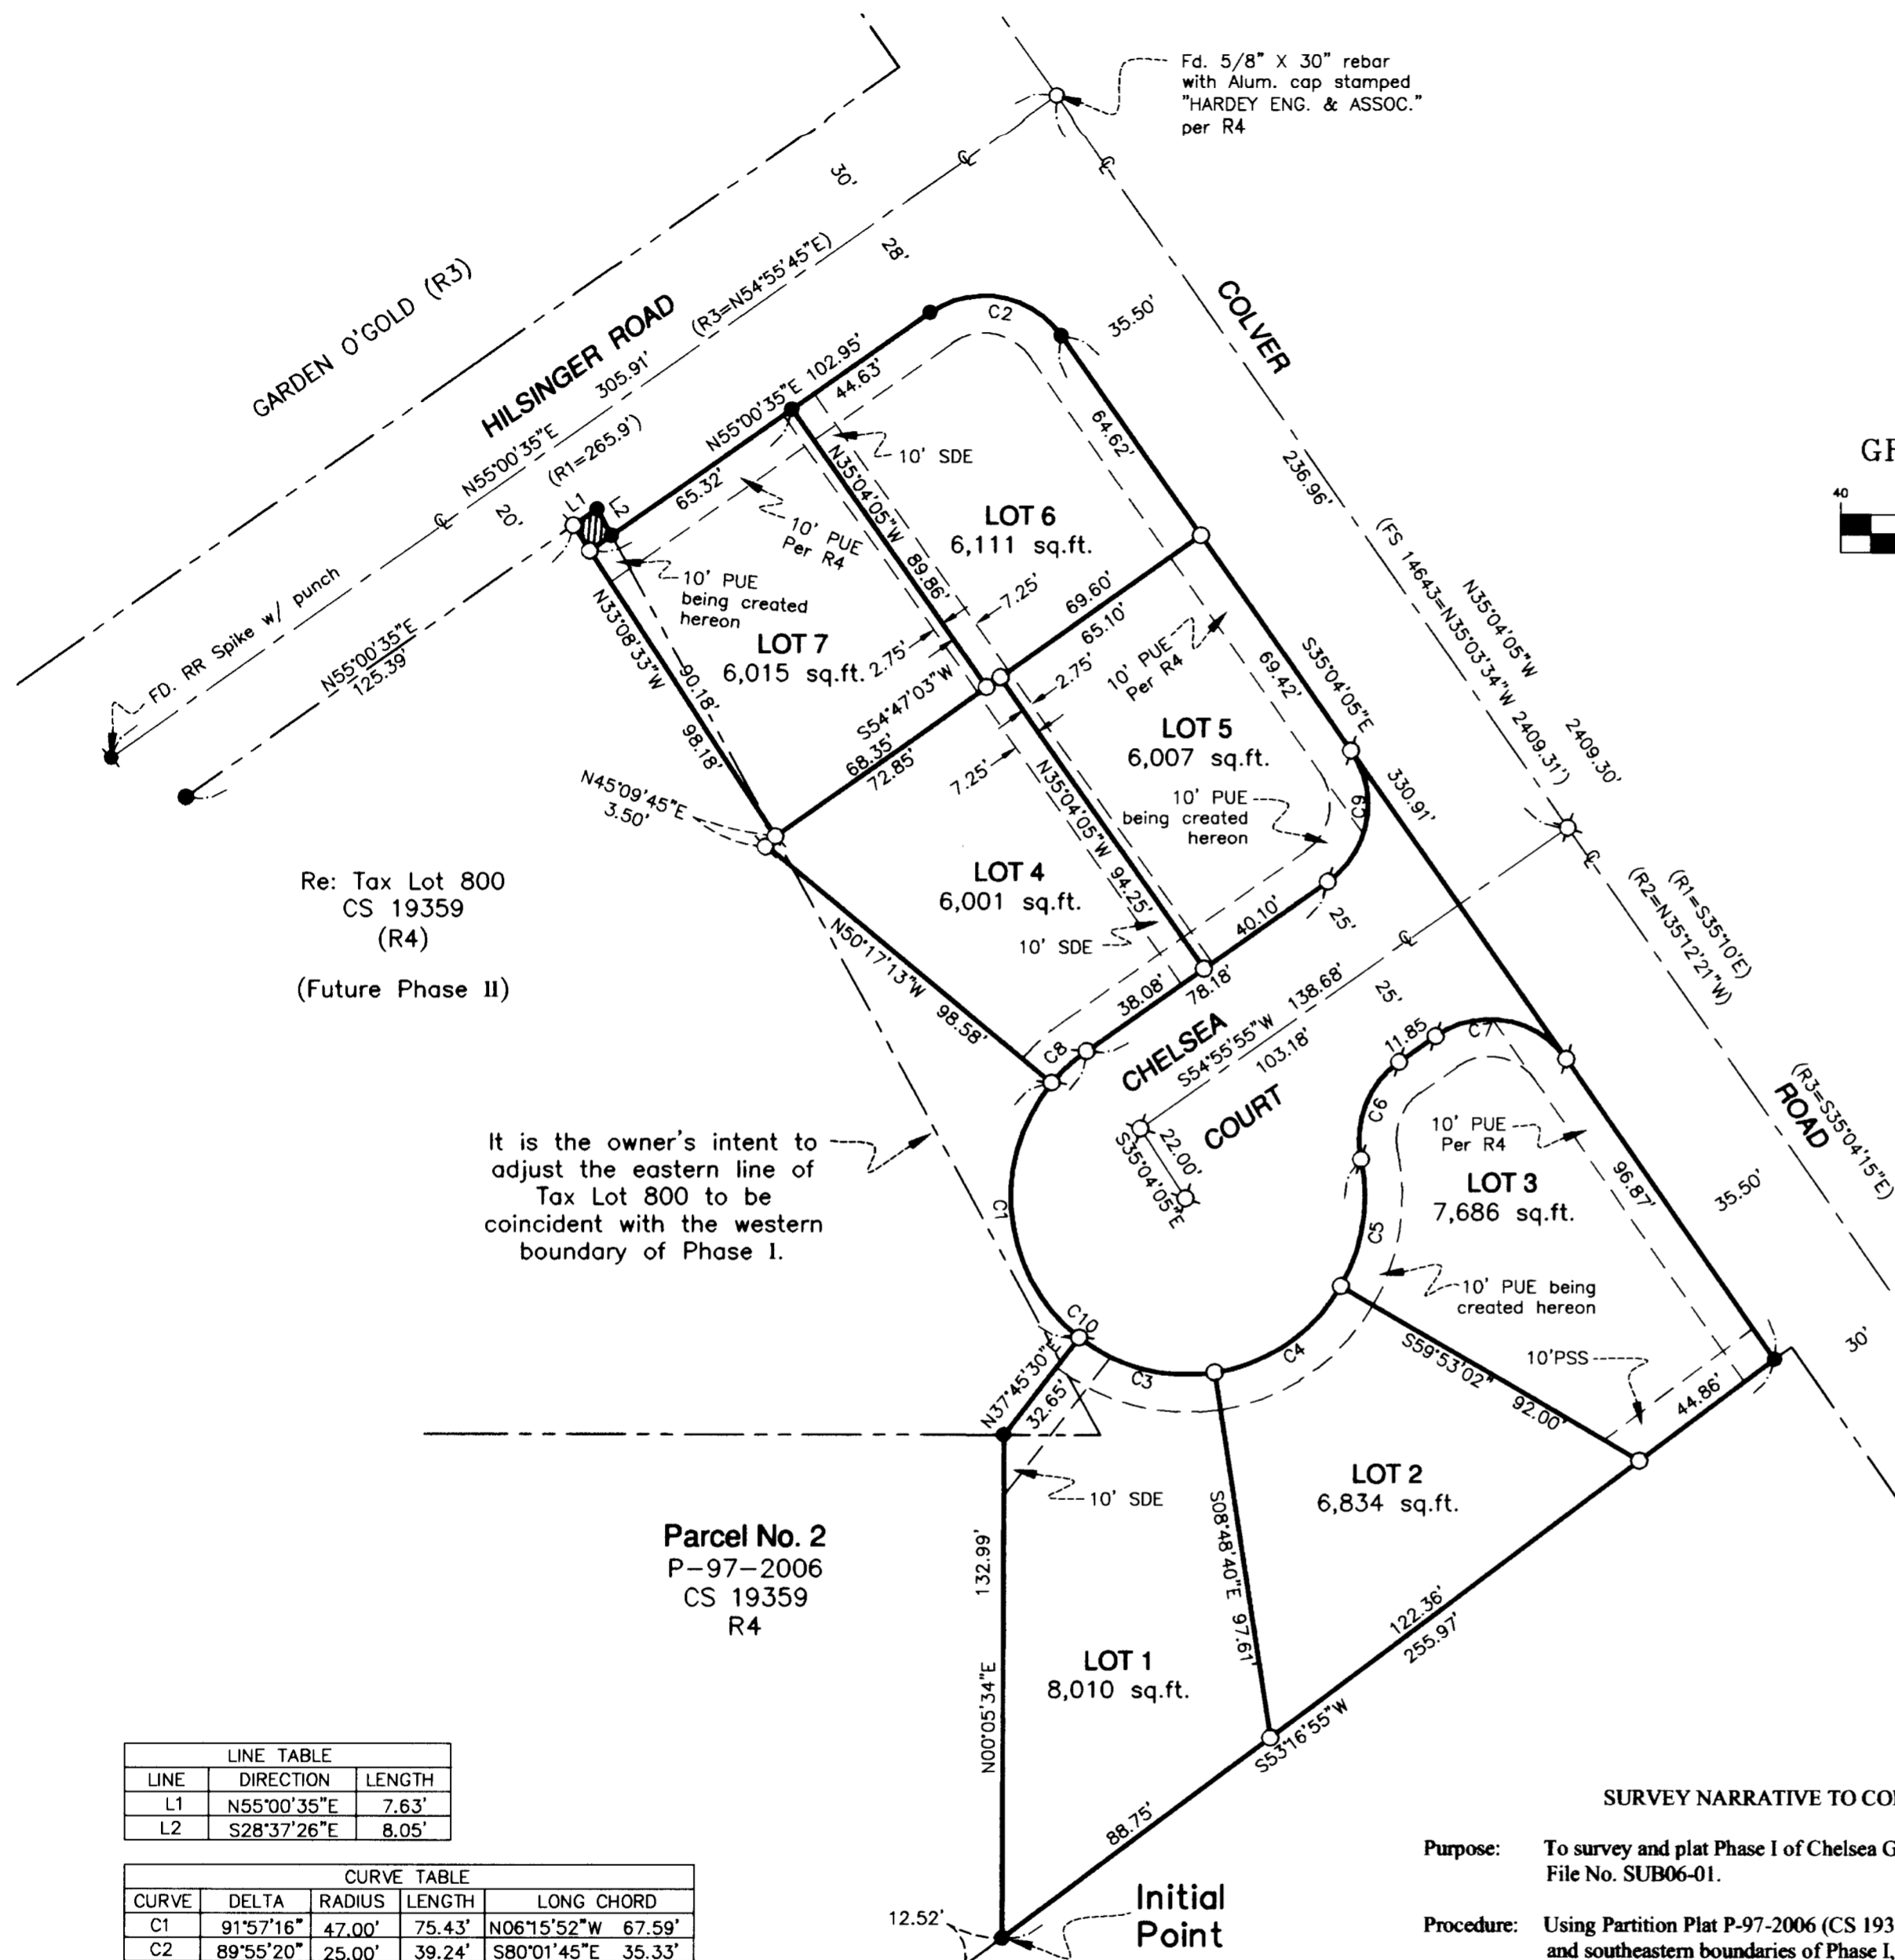 Fd. 5/8" X 30" rebar
with Alum. cap stamped
"HARDEY ENG. & ASSOC."
per R4
30'
28'
GARDEN O'GOLD (R3)
HILSINGER ROAD
(R3=N54°55'45"E)
305.91'
N55°00'35"E
(R1=265.9')
20'
FD. RR Spike w/ punch
N55°00'35"E
125.39'
L1
L2
N55°00'35"E 102.95'
44.63'
65.32'
C2
35.50'
COLVER
236.96'
(FS 14643=N35°03'34"W 2409.31')
N35°04'05"W
2409.30'
40
10' SDE
LOT 6
6,111 sq.ft.
64.62'
N35°04'05"W 89.86'
10' PUE
Per R4
10' PUE
being created
hereon
LOT 7
6,015 sq.ft.
N33°08'33"W
90.18'
98.18'
7.25'
2.75'
69.60'
65.10'
2.75'
7.25'
S54°47'03"W
68.35'
72.85'
10' PUE
Per R4
69.42'
S35°04'05"E
330.91'
LOT 5
6,007 sq.ft.
10' PUE
being created
hereon
C9
N35°04'05"W 94.25'
N45°09'45"E
3.50'
LOT 4
6,001 sq.ft.
10' SDE
40.10'
25'
Re: Tax Lot 800
CS 19359
(R4)
(Future Phase II)
N50°17'13"W 98.58'
38.08'
78.18'
C8
CHELSEA
COURT
S54°55'55"W 138.68'
103.18'
25'
22.00'
S35°04'05"E
(R1=S35°10'E)
(R2=N35°12'21"W)
(R3=S35°04'15"E)
ROAD
11.85
C7
C6
10' PUE
Per R4
LOT 3
7,686 sq.ft.
96.87'
35.50'
C5
10' PUE being
created hereon
It is the owner's intent to
adjust the eastern line of
Tax Lot 800 to be
coincident with the western
boundary of Phase I.
C1
C10
C3
C4
N37°45'30"E
32.65'
S59°53'02"
92.00'
10'PSS
44.86'
30'
10' SDE
LOT 2
6,834 sq.ft.
Parcel No. 2
P-97-2006
CS 19359
R4
132.99'
N00°05'34"E
S08°48'40"E 97.61'
122.36'
255.97'
S53°16'55"W
LOT 1
8,010 sq.ft.
88.75'
12.52'
Initial
Point
LINE TABLE
LINE DIRECTION LENGTH
L1 N55°00'35"E 7.63'
L2 S28°37'26"E 8.05'
CURVE TABLE
CURVE DELTA RADIUS LENGTH LONG CHORD
C1 91°57'16" 47.00' 75.43' N06°15'52"W 67.59'
C2 89°55'20" 25.00' 39.24' S80°01'45"E 35.33'
Purpose: To survey and plat Phase I of Chelsea
File No. SUB06-01.
Procedure: Using Partition Plat P-97-2006 (CS
and southeastern boundaries of Phase I,
SURVEY NARRATIVE TO